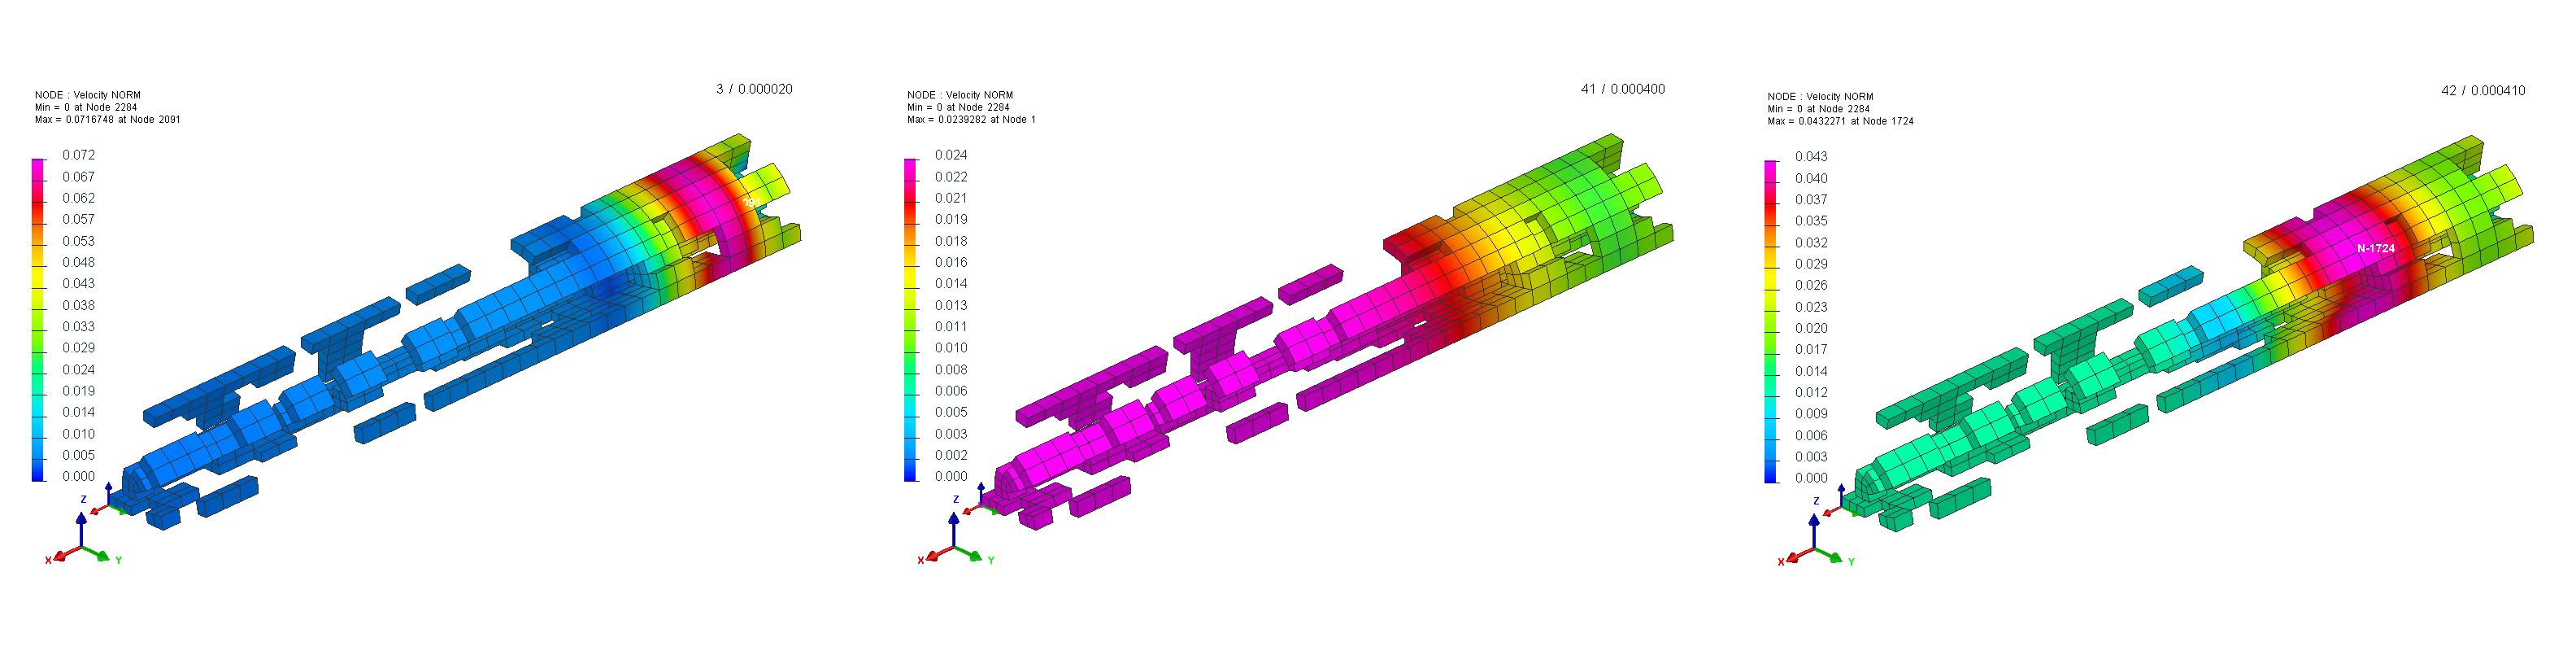 3 / 0.000020
NODE : Velocity NORM
Min = 0 at Node 2284
Max = 0.0716748 at Node 2091
0.072
0.067
0.062
0.057
0.053
0.048
0.043
0.038
0.033
0.029
0.024
0.019
0.014
0.010
0.005
0.000
Z
Z
X
Y
41 / 0.000400
NODE : Velocity NORM
Min = 0 at Node 2284
Max = 0.0239282 at Node 1
0.024
0.022
0.021
0.019
0.018
0.016
0.014
0.013
0.011
0.010
0.008
0.006
0.005
0.003
0.002
0.000
Z
Z
X
Y
42 / 0.000410
NODE : Velocity NORM
Min = 0 at Node 2284
Max = 0.0432271 at Node 1724
0.043
0.040
0.037
0.035
0.032
0.029
0.026
0.023
0.020
0.017
0.014
0.012
0.009
0.006
0.003
0.000
N-1724
Z
Z
X
Y